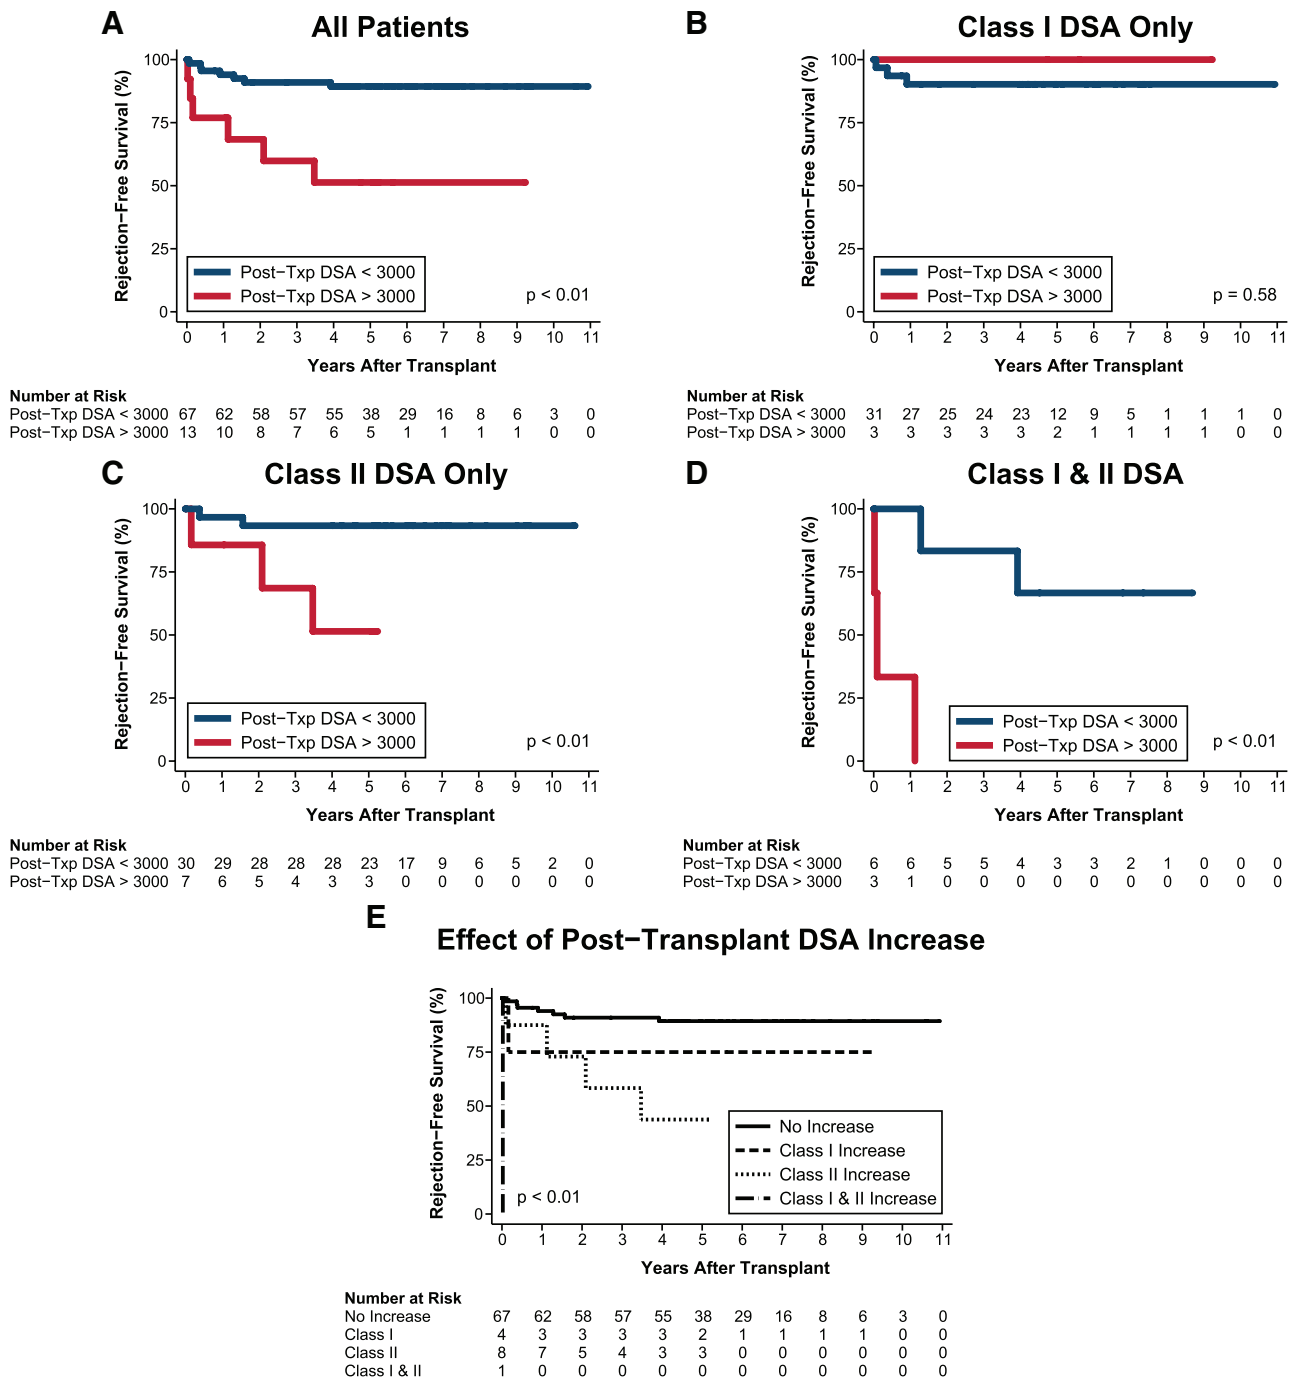 A
All Patients
Rejection−Free Survival (%)
100
75
50
25
0
Post−Txp DSA < 3000
Post−Txp DSA > 3000
p < 0.01
0 1 2 3 4 5 6 7 8 9 10 11
Years After Transplant
Number at Risk
Post−Txp DSA < 3000 67 62 58 57 55 38 29 16 8 6 3 0
Post−Txp DSA > 3000 13 10 8 7 6 5 1 1 1 1 0 0
B
Class I DSA Only
Rejection−Free Survival (%)
100
75
50
25
0
Post−Txp DSA < 3000
Post−Txp DSA > 3000
p = 0.58
0 1 2 3 4 5 6 7 8 9 10 11
Years After Transplant
Number at Risk
Post−Txp DSA < 3000 31 27 25 24 23 12 9 5 1 1 1 0
Post−Txp DSA > 3000 3 3 3 3 3 2 1 1 1 1 0 0
C
Class II DSA Only
Rejection−Free Survival (%)
100
75
50
25
0
Post−Txp DSA < 3000
Post−Txp DSA > 3000
p < 0.01
0 1 2 3 4 5 6 7 8 9 10 11
Years After Transplant
Number at Risk
Post−Txp DSA < 3000 30 29 28 28 28 23 17 9 6 5 2 0
Post−Txp DSA > 3000 7 6 5 4 3 3 0 0 0 0 0 0
D
Class I & II DSA
Rejection−Free Survival (%)
100
75
50
25
0
Post−Txp DSA < 3000
Post−Txp DSA > 3000
p < 0.01
0 1 2 3 4 5 6 7 8 9 10 11
Years After Transplant
Number at Risk
Post−Txp DSA < 3000 6 6 5 5 4 3 3 2 1 0 0 0
Post−Txp DSA > 3000 3 1 0 0 0 0 0 0 0 0 0 0
E
Effect of Post−Transplant DSA Increase
Rejection−Free Survival (%)
100
75
50
25
0
No Increase
Class I Increase
Class II Increase
Class I & II Increase
p < 0.01
0 1 2 3 4 5 6 7 8 9 10 11
Years After Transplant
Number at Risk
No Increase 67 62 58 57 55 38 29 16 8 6 3 0
Class I 4 3 3 3 3 2 1 1 1 1 0 0
Class II 8 7 5 4 3 3 0 0 0 0 0 0
Class I & II 1 0 0 0 0 0 0 0 0 0 0 0